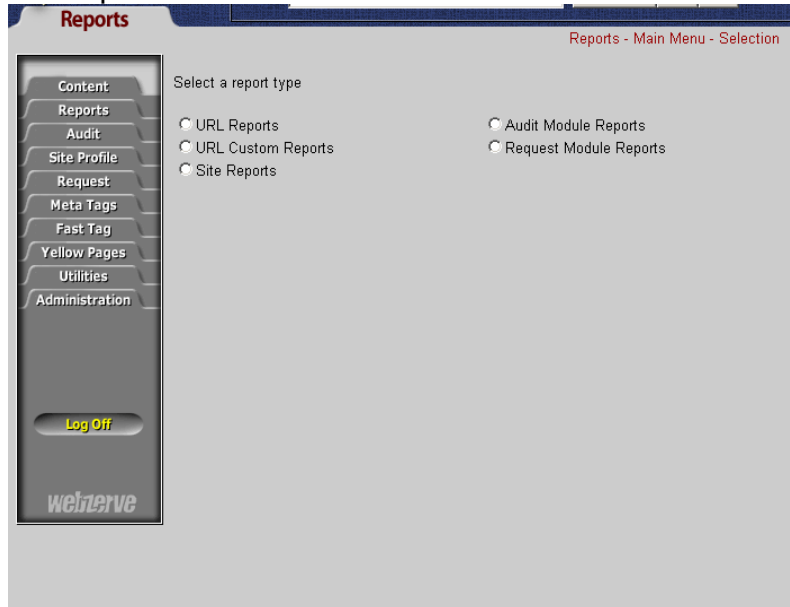 Reports
Reports - Main Menu - Selection
Content
Reports
Audit
Site Profile
Request
Meta Tags
Fast Tag
Yellow Pages
Utilities
Administration
Log Off
webzerve
Select a report type
URL Reports
URL Custom Reports
Site Reports
Audit Module Reports
Request Module Reports